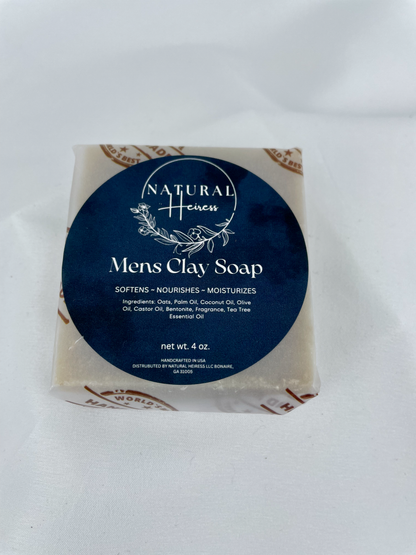 NATURAL
Heiress
Mens Clay Soap
SOFTENS – NOURISHES – MOISTURIZES
Ingredients: Oats, Palm Oil, Coconut Oil, Olive
Oil, Castor Oil, Bentonite, Fragrance, Tea Tree
Essential Oil
net wt. 4 oz.
HANDCRAFTED IN USA
DISTRIBUTED BY NATURAL HEIRESS LLC BONAIRE,
GA 31005